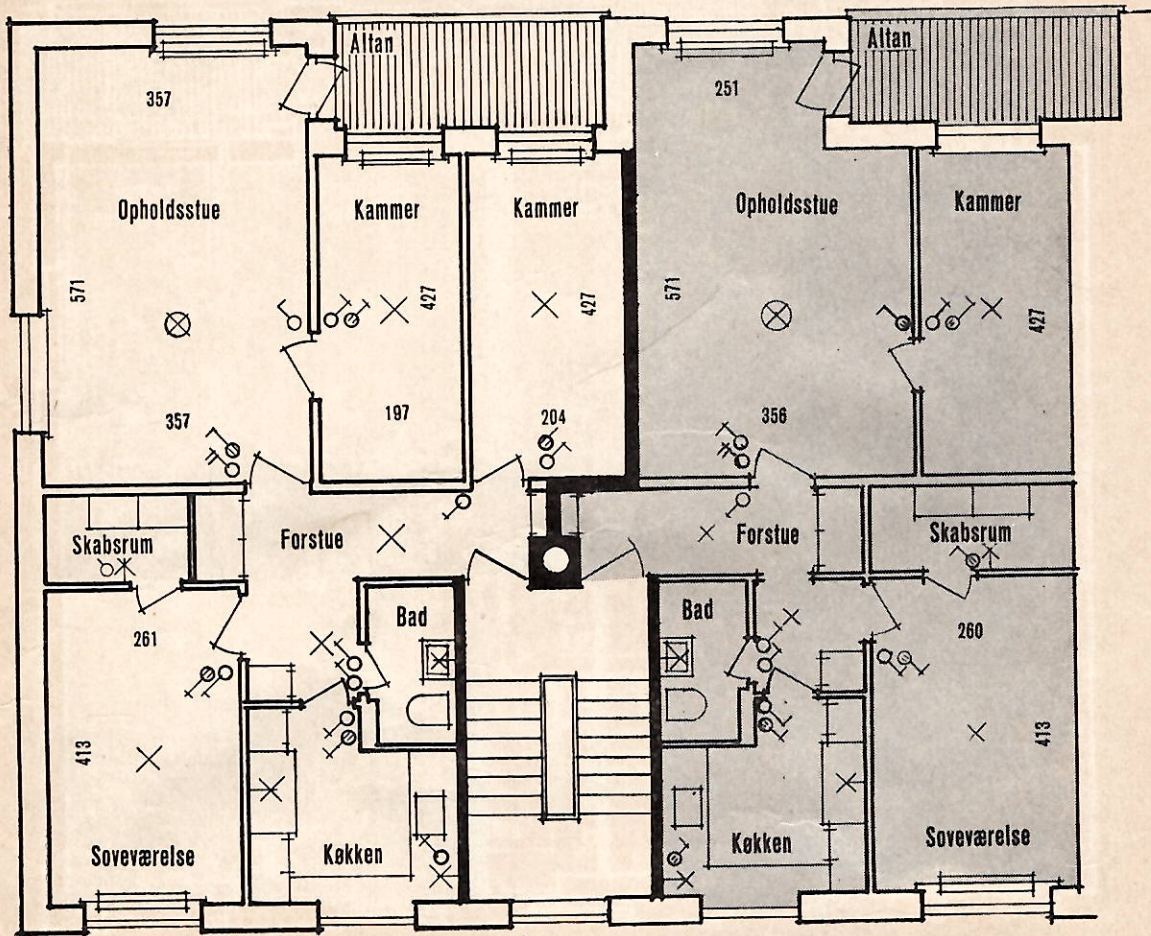 Altan
Altan
357
251
Opholdsstue
Kammer
Kammer
Opholdsstue
Kammer
571
427
427
571
427
357
197
204
356
Skabsrum
Forstue
Forstue
Skabsrum
261
Bad
Bad
260
413
413
Soveværelse
Køkken
Køkken
Soveværelse